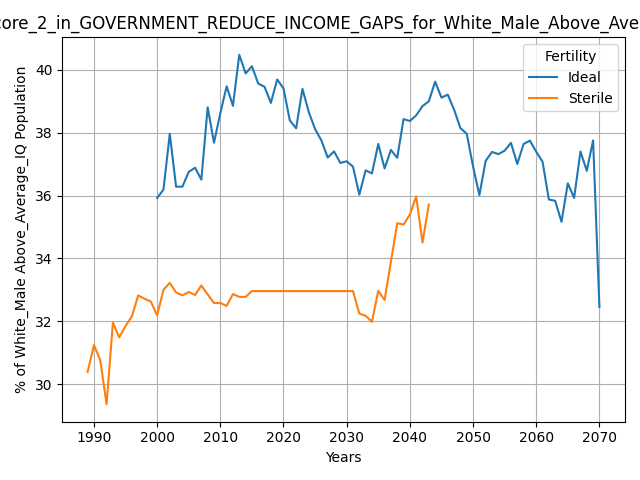 core_2_in_GOVERNMENT_REDUCE_INCOME_GAPS_for_White_Male_Above_Ave
Fertility
Ideal
Sterile
% of White_Male Above_Average_IQ Population
40
38
36
34
32
30
1990 2000 2010 2020 2030 2040 2050 2060 2070
Years